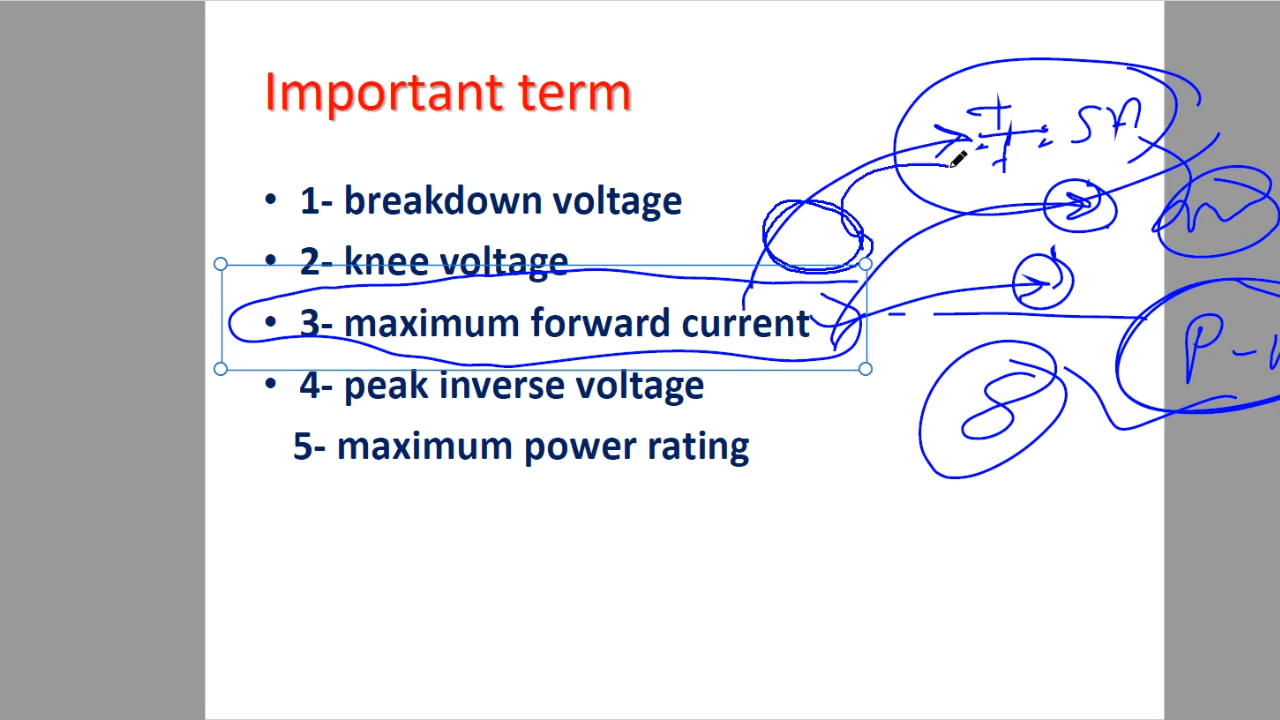 Important term
• 1- breakdown voltage
• 2- knee voltage
• 3- maximum forward current
• 4- peak inverse voltage
5- maximum power rating
8
P -